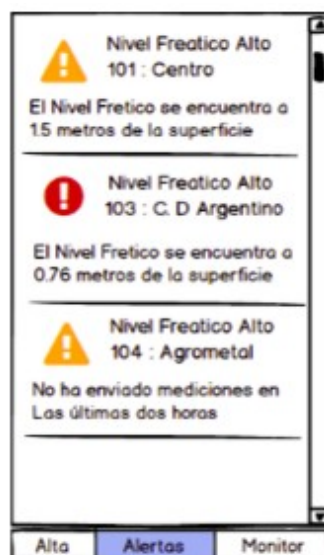 Nivel Freatico Alto
101 : Centro
El Nivel Fretico se encuentra a
1.5 metros de la superficie
Nivel Freatico Alto
103 : C. D Argentino
El Nivel Fretico se encuentra a
0.76 metros de la superficie
Nivel Freatico Alto
104 : Agrometal
No ha enviado mediciones en
Las últimas dos horas
Alta Alertas Monitor